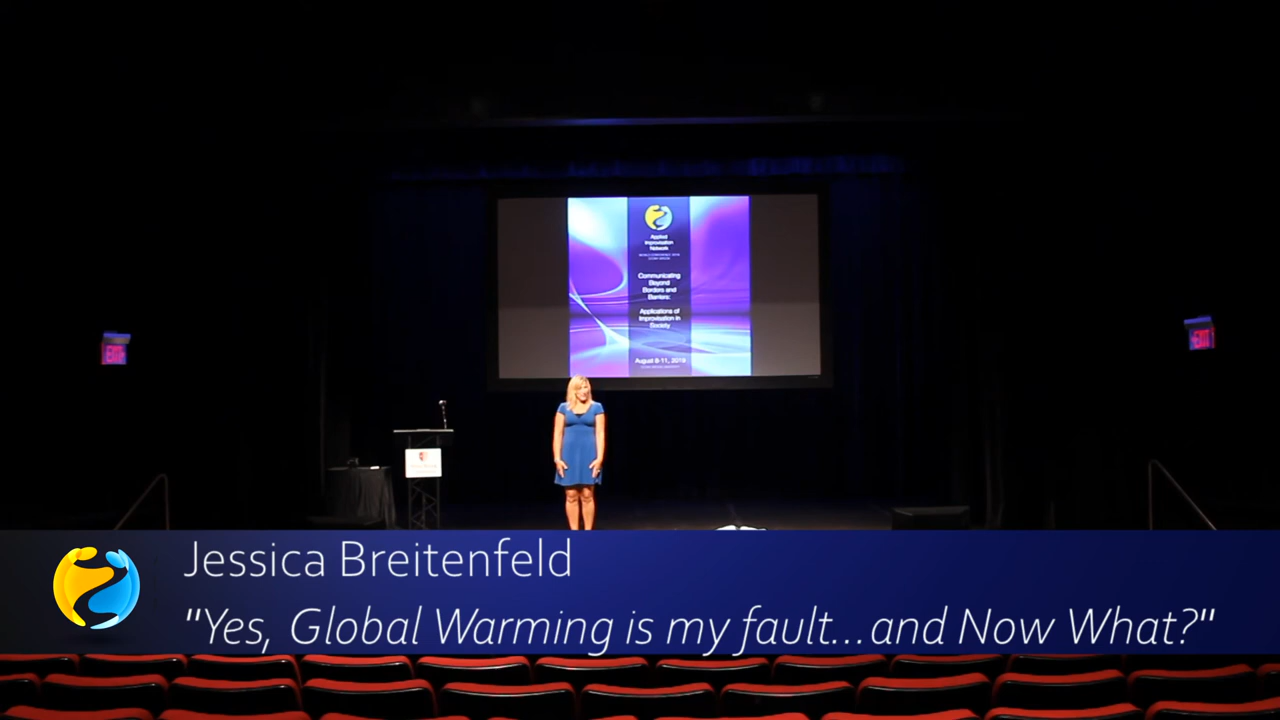 Applied
Improvisation
Network
Communicating
Beyond
Borders and
Barriers:
Applications of
Improvisation in
Society
August 8-11, 2019
EXIT
EXIT
Jessica Breitenfeld
"Yes, Global Warming is my fault...and Now What?"